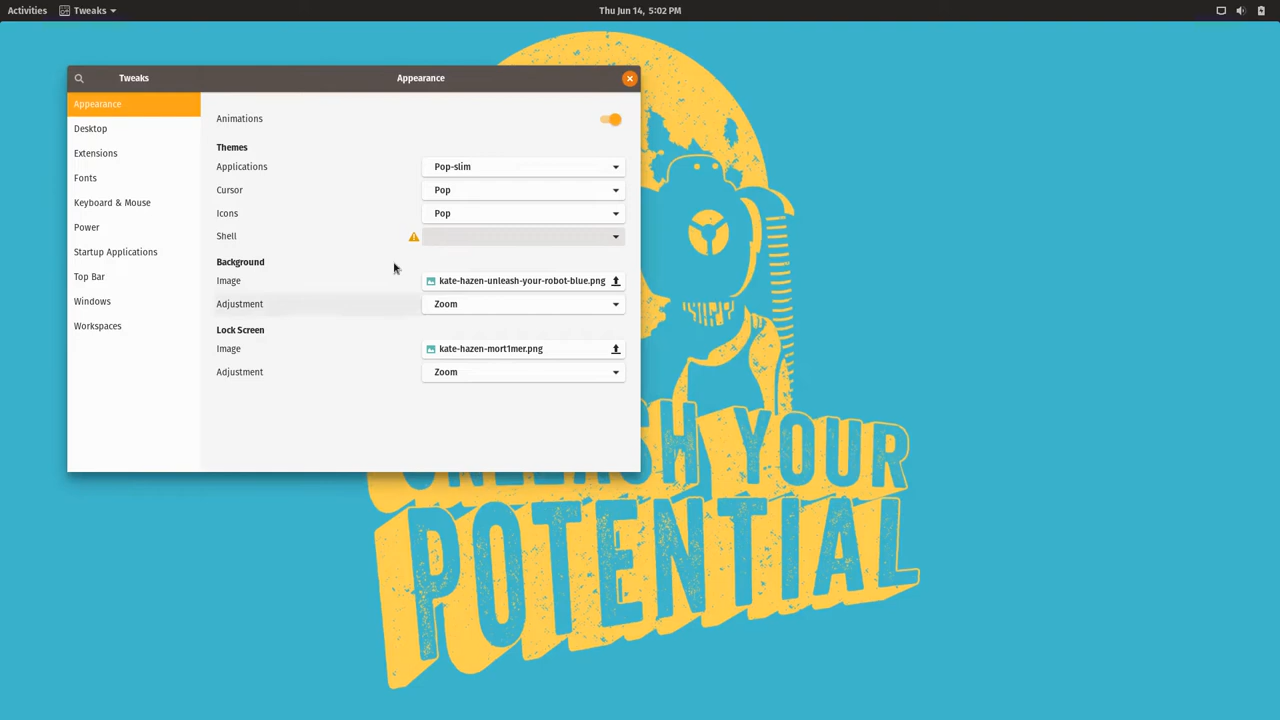 Activities Tweaks Thu Jun 14, 5:02 PM
Tweaks Appearance
Appearance
Desktop
Extensions
Fonts
Keyboard & Mouse
Power
Startup Applications
Top Bar
Windows
Workspaces
Animations
Themes
Applications Pop-slim
Cursor Pop
Icons Pop
Shell
Background
Image kate-hazen-unleash-your-robot-blue.png
Adjustment Zoom
Lock Screen
Image kate-hazen-mort1mer.png
Adjustment Zoom
UNLEASH YOUR
POTENTIAL